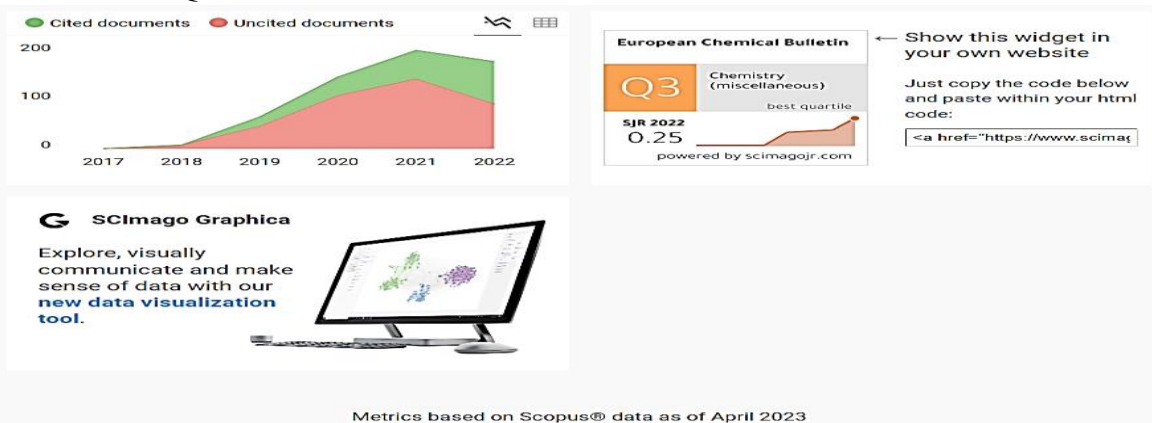 Cited documents Uncited documents
200
100
0
2017 2018 2019 2020 2021 2022
European Chemical Bulletin
Q3
Chemistry
(miscellaneous)
best quartile
SJR 2022
0.25
powered by scimagojr.com
← Show this widget in
your own website
Just copy the code below
and paste within your html
code:
<a href="https://www.scimag
SCImago Graphica
Explore, visually
communicate and make
sense of data with our
new data visualization
tool.
Metrics based on Scopus® data as of April 2023